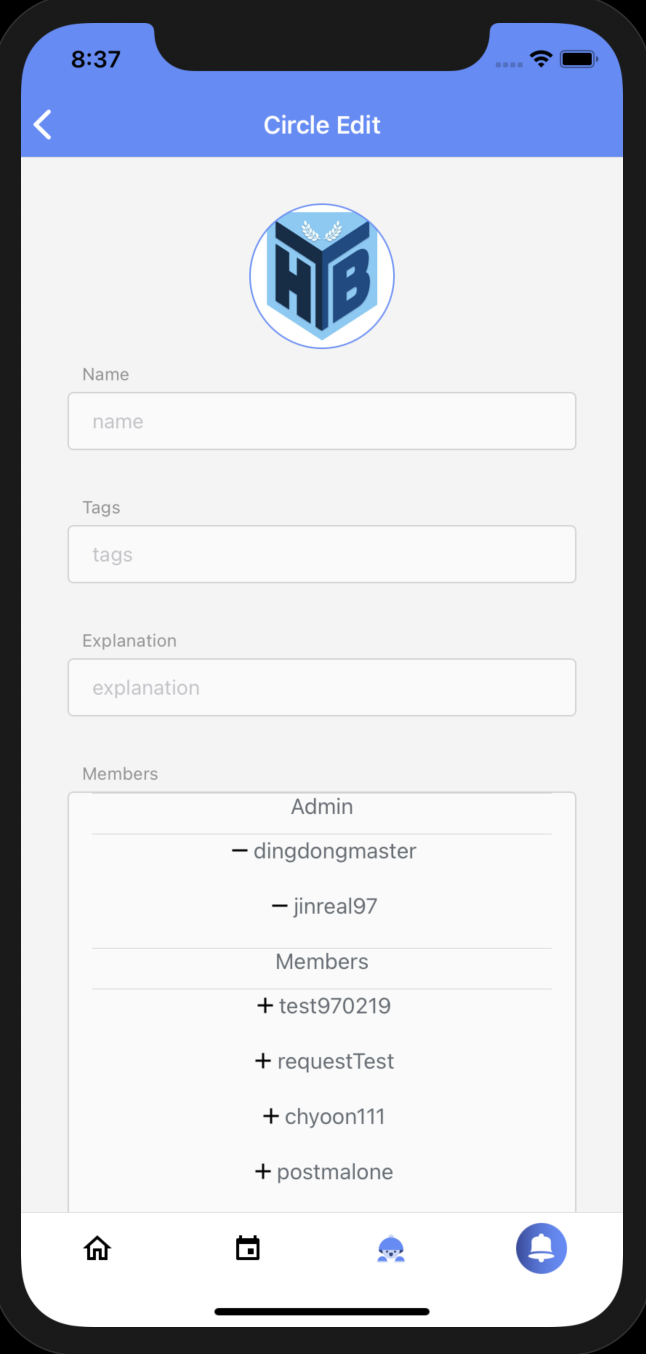 8:37
Circle Edit
HTB
Name
name
Tags
tags
Explanation
explanation
Members
Admin
− dingdongmaster
− jinreal97
Members
+ test970219
+ requestTest
+ chyoon111
+ postmalone